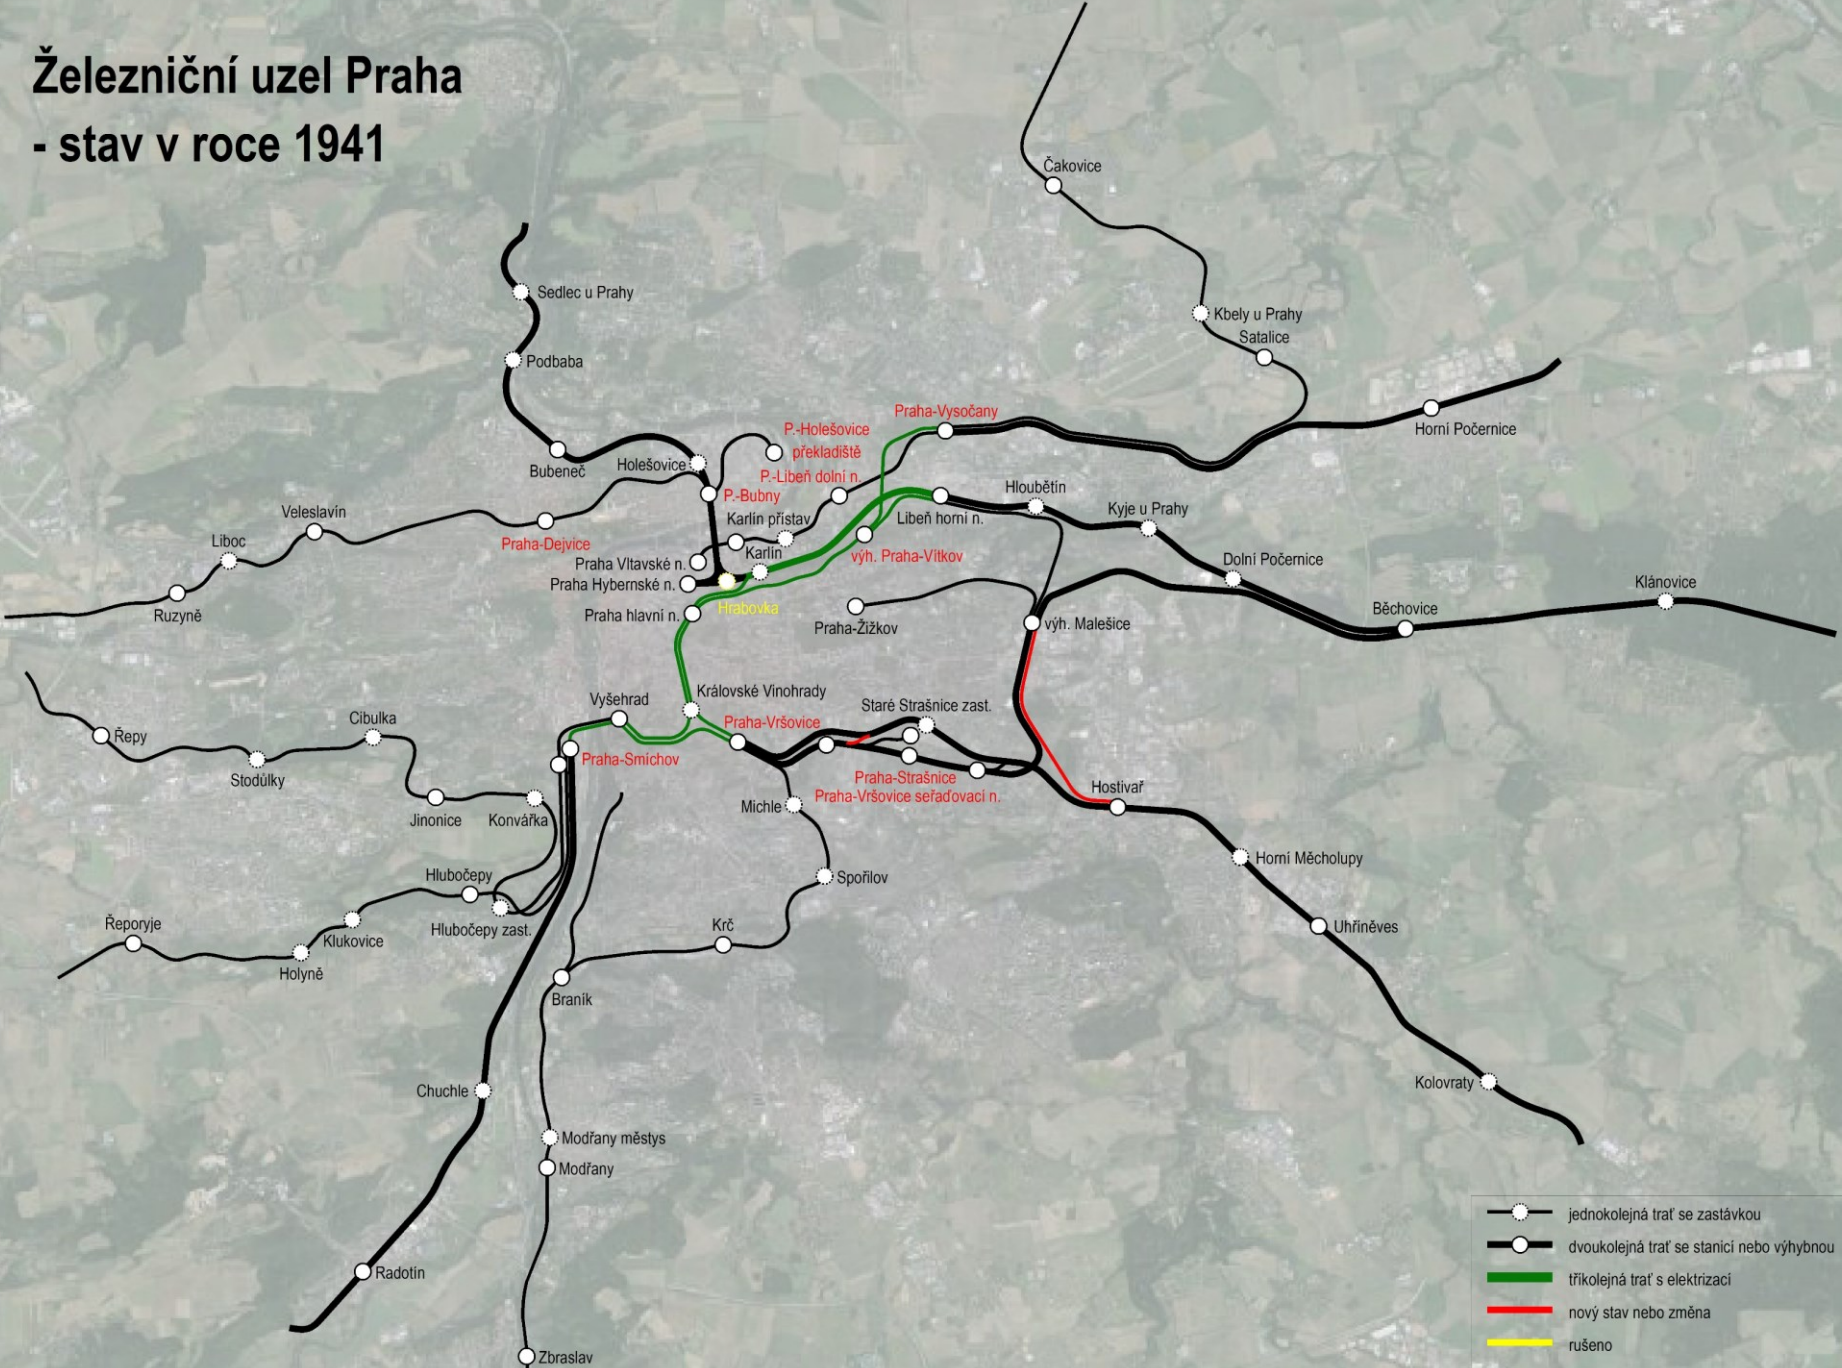 Železniční uzel Praha
- stav v roce 1941
Čakovice
Sedlec u Prahy
Kbely u Prahy
Satalice
Podbaba
Praha-Vysočany
Horní Počernice
P.-Holešovice
překladiště
Bubeneč
Holešovice
P.-Libeň dolní n.
P.-Bubny
Hloubětín
Kyje u Prahy
Veleslavín
Karlín přístav
Libeň horní n.
Liboc
Praha-Dejvice
Karlín
výh. Praha-Vítkov
Praha Vltavské n.
Dolní Počernice
Praha Hybernské n.
Klánovice
Hrabovka
Běchovice
Ruzyně
Praha hlavní n.
Praha-Žižkov
výh. Malešice
Královské Vinohrady
Vyšehrad
Staré Strašnice zast.
Cibulka
Praha-Vršovice
Řepy
Praha-Smíchov
Stodůlky
Praha-Strašnice
Praha-Vršovice seřaďovací n.
Hostivař
Michle
Jinonice
Konvářka
Horní Měcholupy
Hlubočepy
Spořilov
Řeporyje
Hlubočepy zast.
Krč
Uhříněves
Klukovice
Holyně
Braník
Chuchle
Kolovraty
Modřany městys
Modřany
Radotín
Zbraslav
jednokolejná trať se zastávkou
dvoukolejná trať se stanicí nebo výhybnou
tříkolejná trať s elektrizací
nový stav nebo změna
rušeno